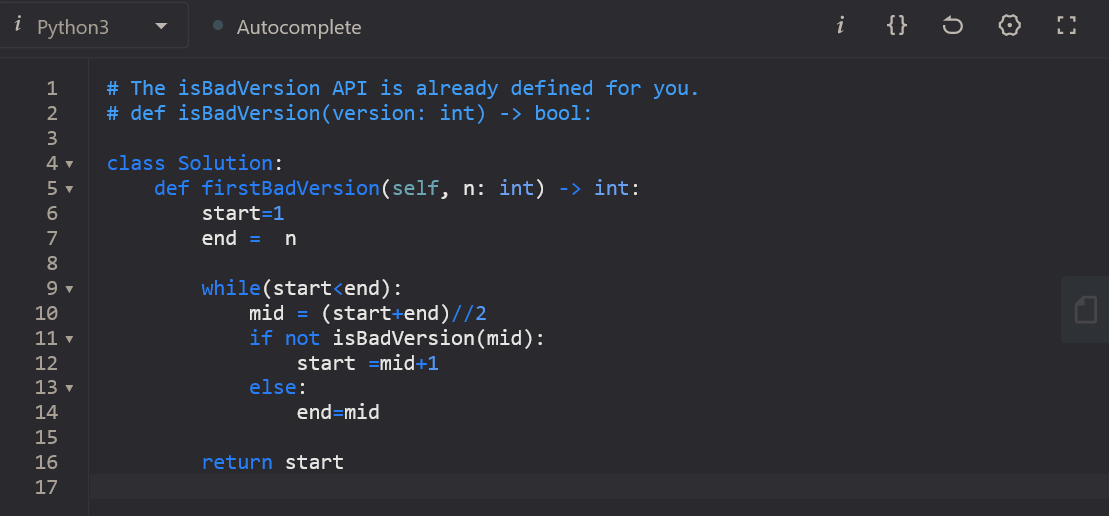 i Python3 Autocomplete i {}
1 # The isBadVersion API is already defined for you.
2 # def isBadVersion(version: int) -> bool:
3
4 class Solution:
5     def firstBadVersion(self, n: int) -> int:
6         start=1
7         end =  n
8
9         while(start<end):
10             mid = (start+end)//2
11             if not isBadVersion(mid):
12                 start =mid+1
13             else:
14                 end=mid
15
16         return start
17